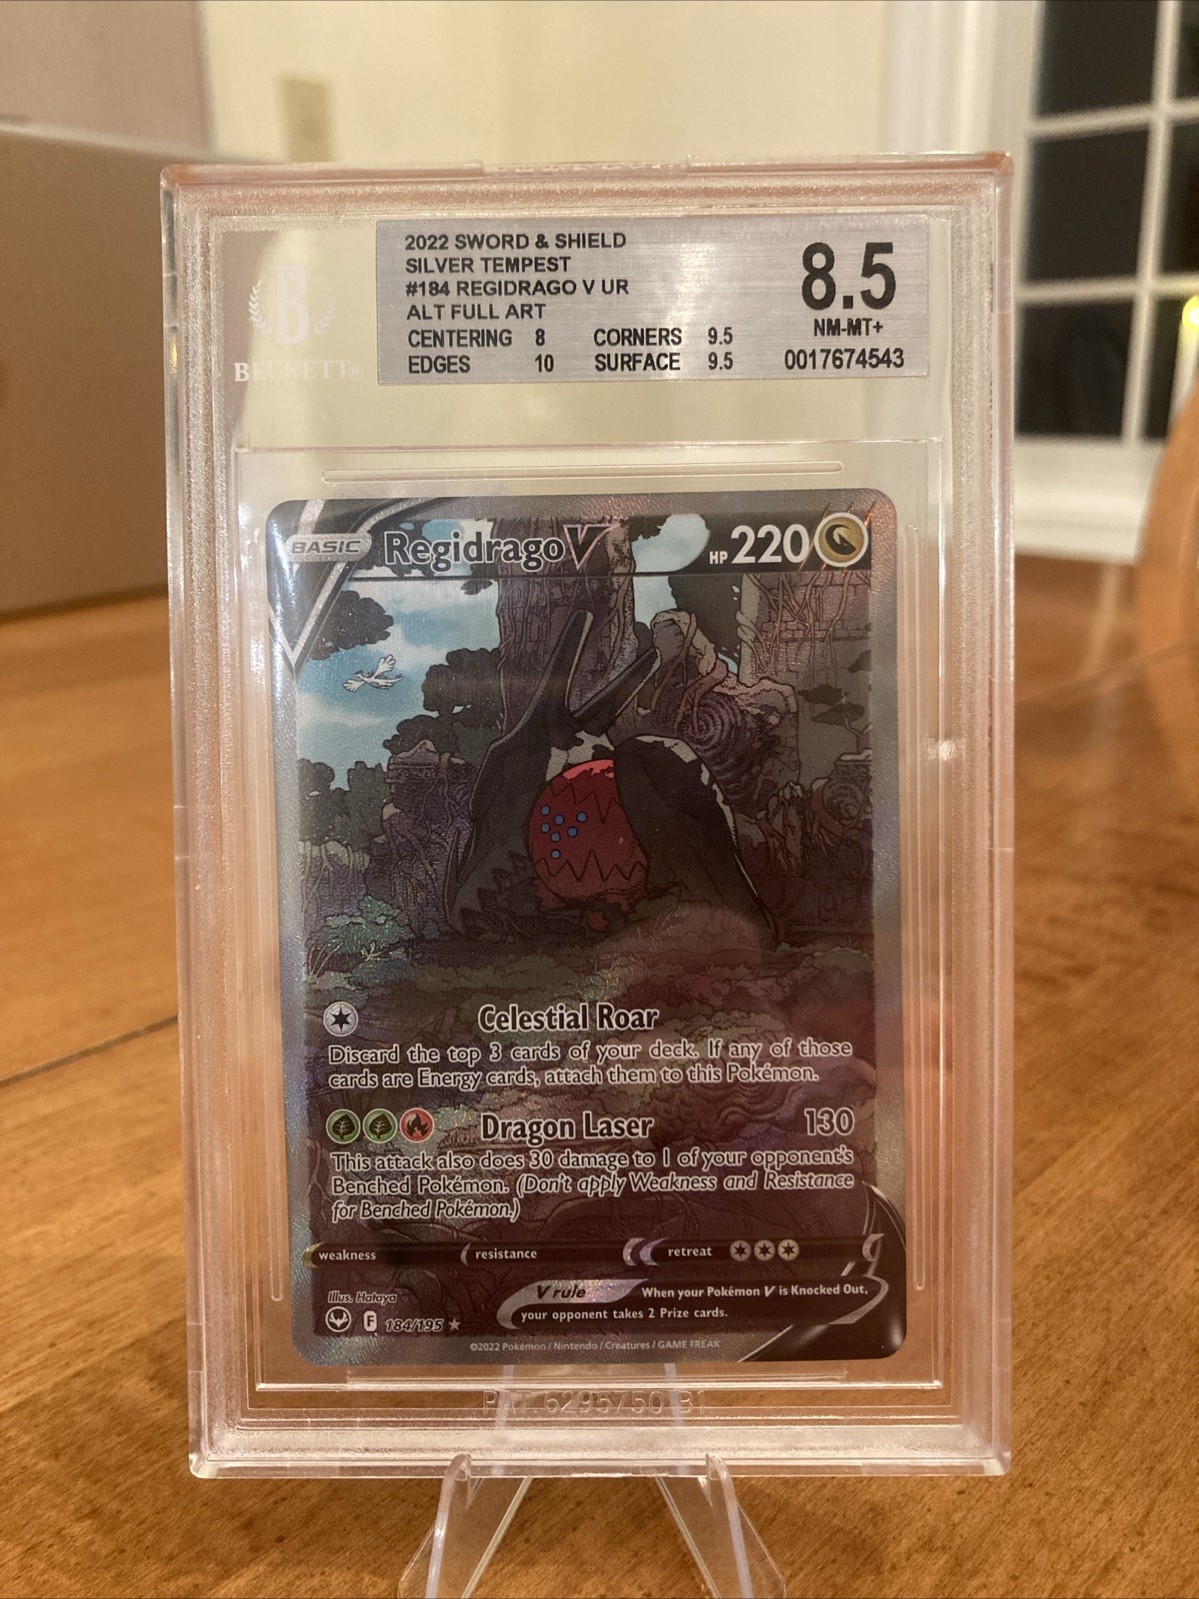 2022 SWORD & SHIELD
SILVER TEMPEST
#184 REGIDRAGO V UR
ALT FULL ART
CENTERING 8 CORNERS 9.5
EDGES 10 SURFACE 9.5
8.5
NM-MT+
0017674543
B
BECKETT®
BASIC Regidrago V HP 220
Celestial Roar
Discard the top 3 cards of your deck. If any of those
cards are Energy cards, attach them to this Pokémon.
Dragon Laser 130
This attack also does 30 damage to 1 of your opponent's
Benched Pokémon. (Don't apply Weakness and Resistance
for Benched Pokémon.)
weakness resistance retreat
Illus. Hataya
V rule When your Pokémon V is Knocked Out,
your opponent takes 2 Prize cards.
F 184/195
©2022 Pokémon / Nintendo / Creatures / GAME FREAK
PAT. 6295750 B1